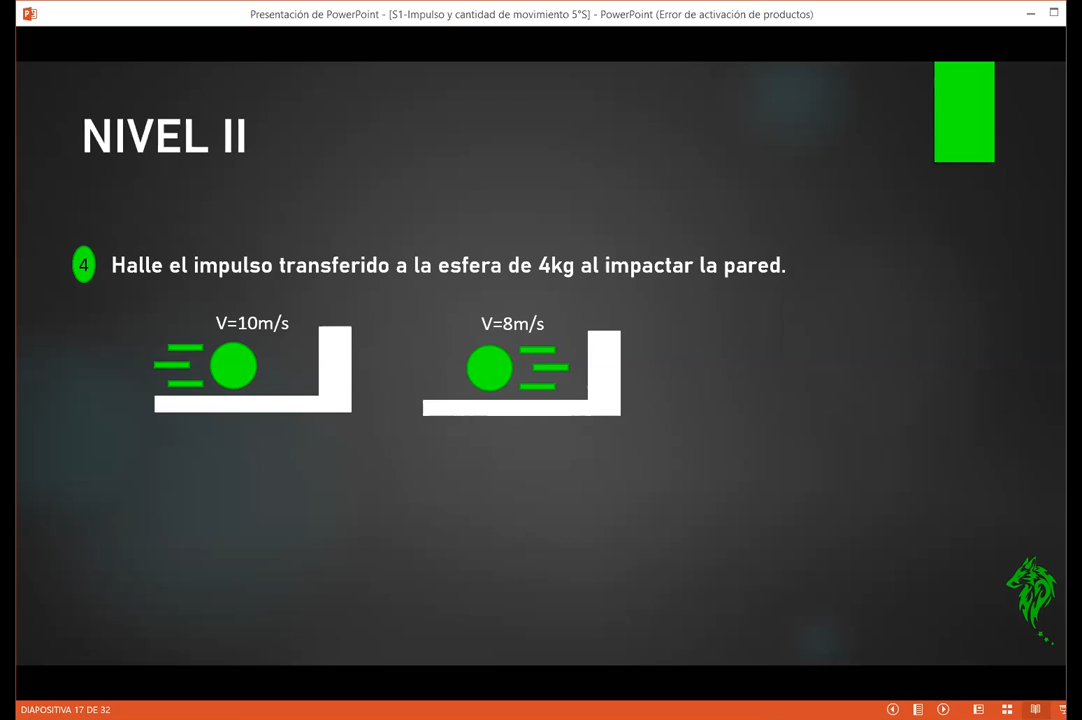 Presentación de PowerPoint - [S1-Impulso y cantidad de movimiento 5°S] - PowerPoint (Error de activación de productos)
NIVEL II
4 Halle el impulso transferido a la esfera de 4kg al impactar la pared.
V=10m/s
V=8m/s
DIAPOSITIVA 17 DE 32